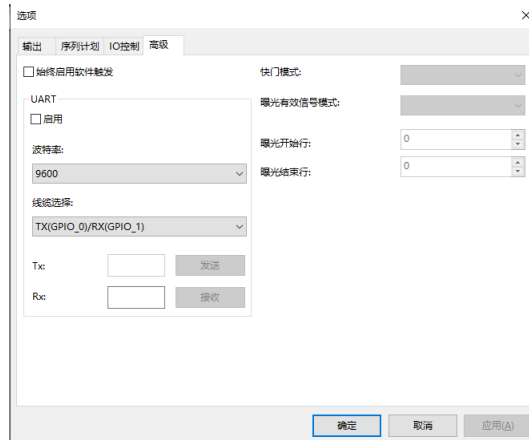 选项
输出 序列计划 IO控制 高级
始终启用软件触发
UART
启用
波特率:
9600
线缆选择:
TX(GPIO_0)/RX(GPIO_1)
Tx: 发送
Rx: 接收
快门模式:
曝光有效信号模式:
曝光开始行: 0
曝光结束行: 0
确定 取消 应用(A)